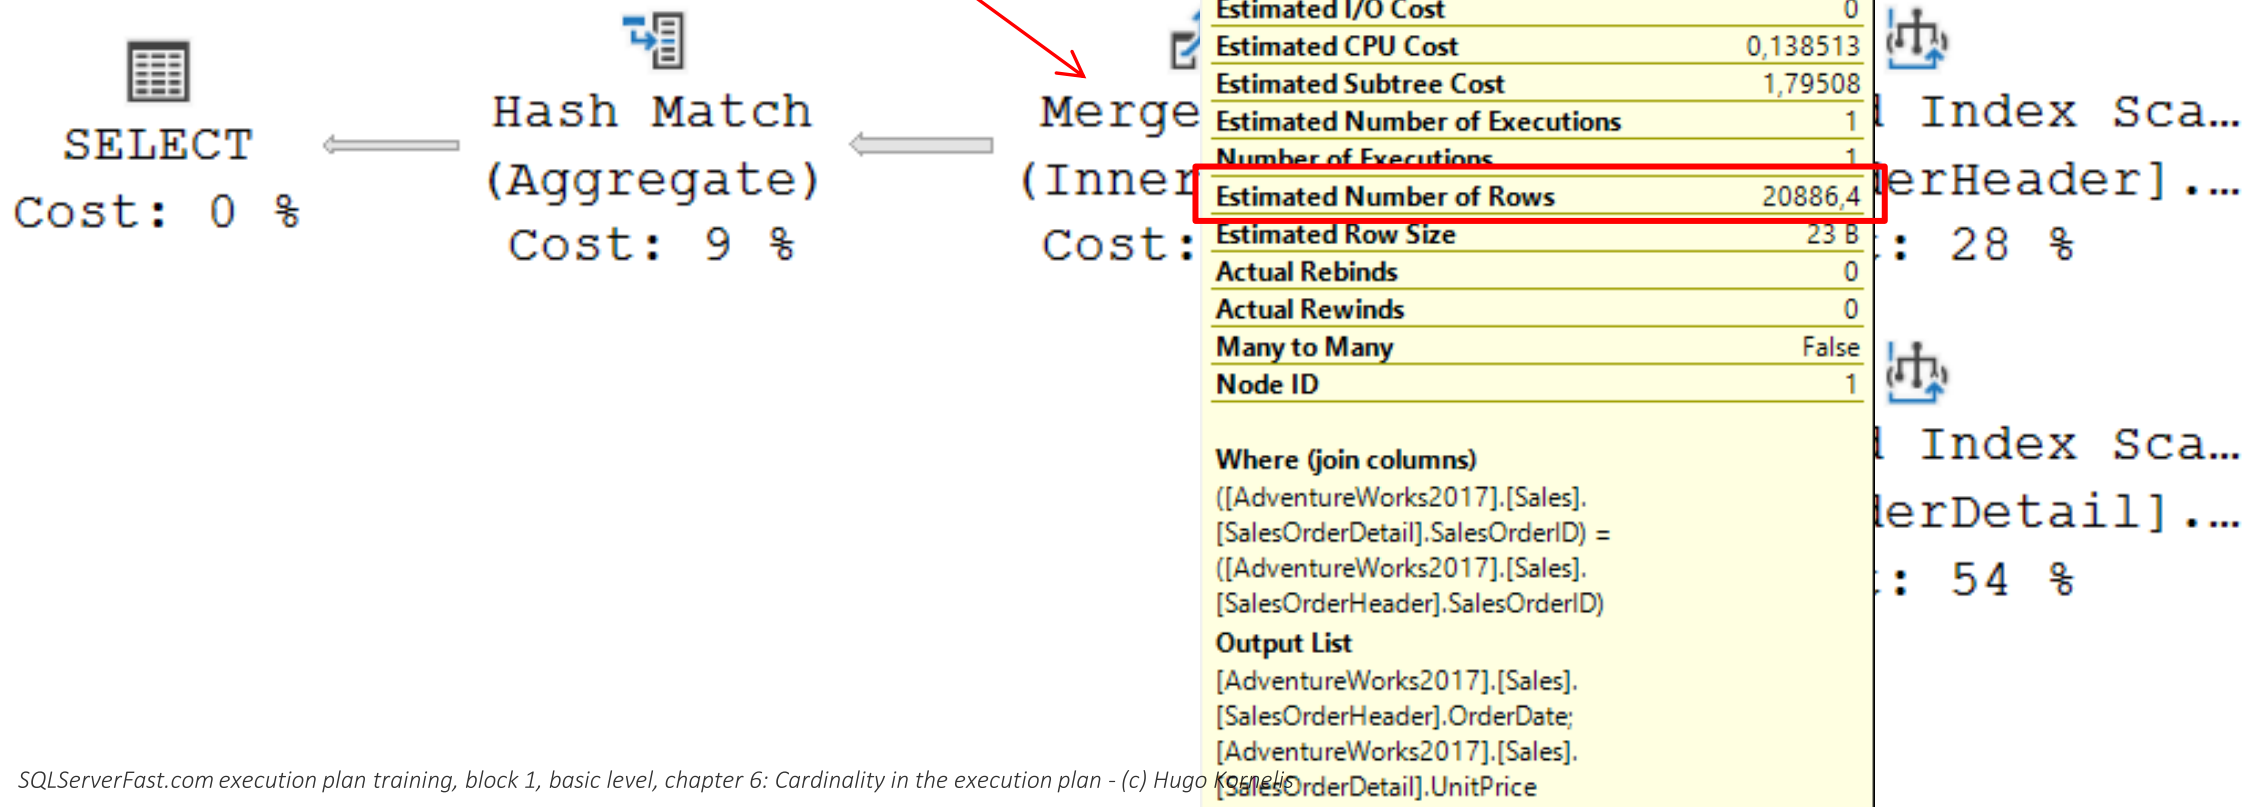 SELECT
Cost: 0 %
Hash Match
(Aggregate)
Cost: 9 %
Merge
(Inner
Cost:
Estimated I/O Cost 0
Estimated CPU Cost 0,138513
Estimated Subtree Cost 1,79508
Estimated Number of Executions 1
Number of Executions 1
Estimated Number of Rows 20886,4
Estimated Row Size 23 B
Actual Rebinds 0
Actual Rewinds 0
Many to Many False
Node ID 1
Where (join columns)
([AdventureWorks2017].[Sales].
[SalesOrderDetail].SalesOrderID) =
([AdventureWorks2017].[Sales].
[SalesOrderHeader].SalesOrderID)
Output List
[AdventureWorks2017].[Sales].
[SalesOrderHeader].OrderDate;
[AdventureWorks2017].[Sales].
[SalesOrderDetail].UnitPrice
Index Sca…
erHeader].…
: 28 %
Index Sca…
erDetail].…
: 54 %
SQLServerFast.com execution plan training, block 1, basic level, chapter 6: Cardinality in the execution plan - (c) Hugo Kornelis